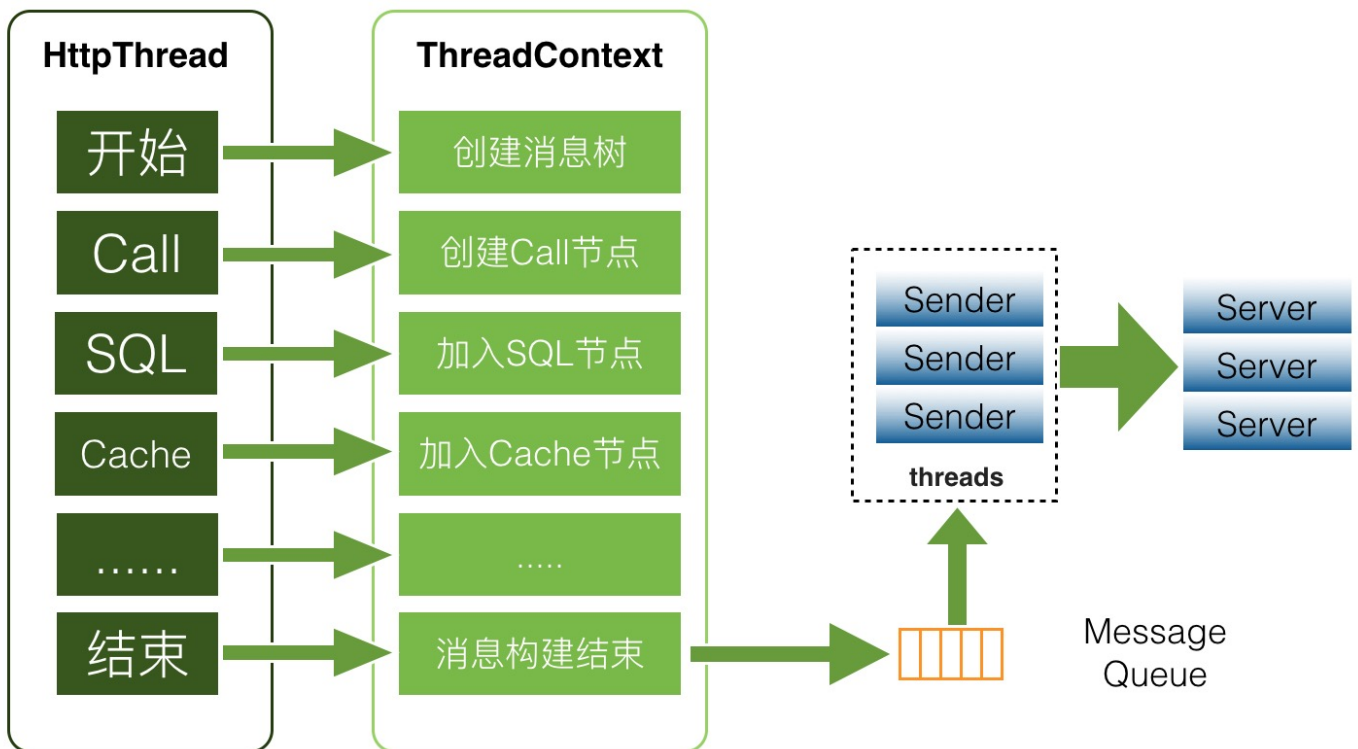 HttpThread
ThreadContext
开始
创建消息树
Call
创建Call节点
SQL
加入SQL节点
Cache
加入Cache节点
......
.....
结束
消息构建结束
Sender
Sender
Sender
threads
Server
Server
Server
Message
Queue